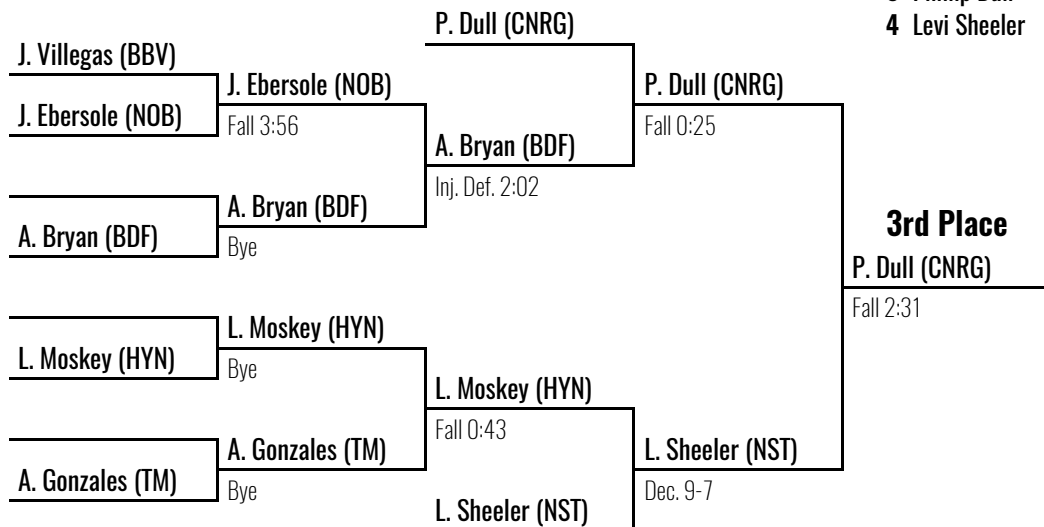 P. Dull (CNRG)
4 Levi Sheeler
J. Villegas (BBV)
J. Ebersole (NOB)
P. Dull (CNRG)
J. Ebersole (NOB)
Fall 3:56
Fall 0:25
A. Bryan (BDF)
Inj. Def. 2:02
A. Bryan (BDF)
A. Bryan (BDF)
Bye
3rd Place
P. Dull (CNRG)
Fall 2:31
L. Moskey (HYN)
L. Moskey (HYN)
Bye
L. Moskey (HYN)
Fall 0:43
A. Gonzales (TM)
L. Sheeler (NST)
A. Gonzales (TM)
Bye
Dec. 9-7
L. Sheeler (NST)